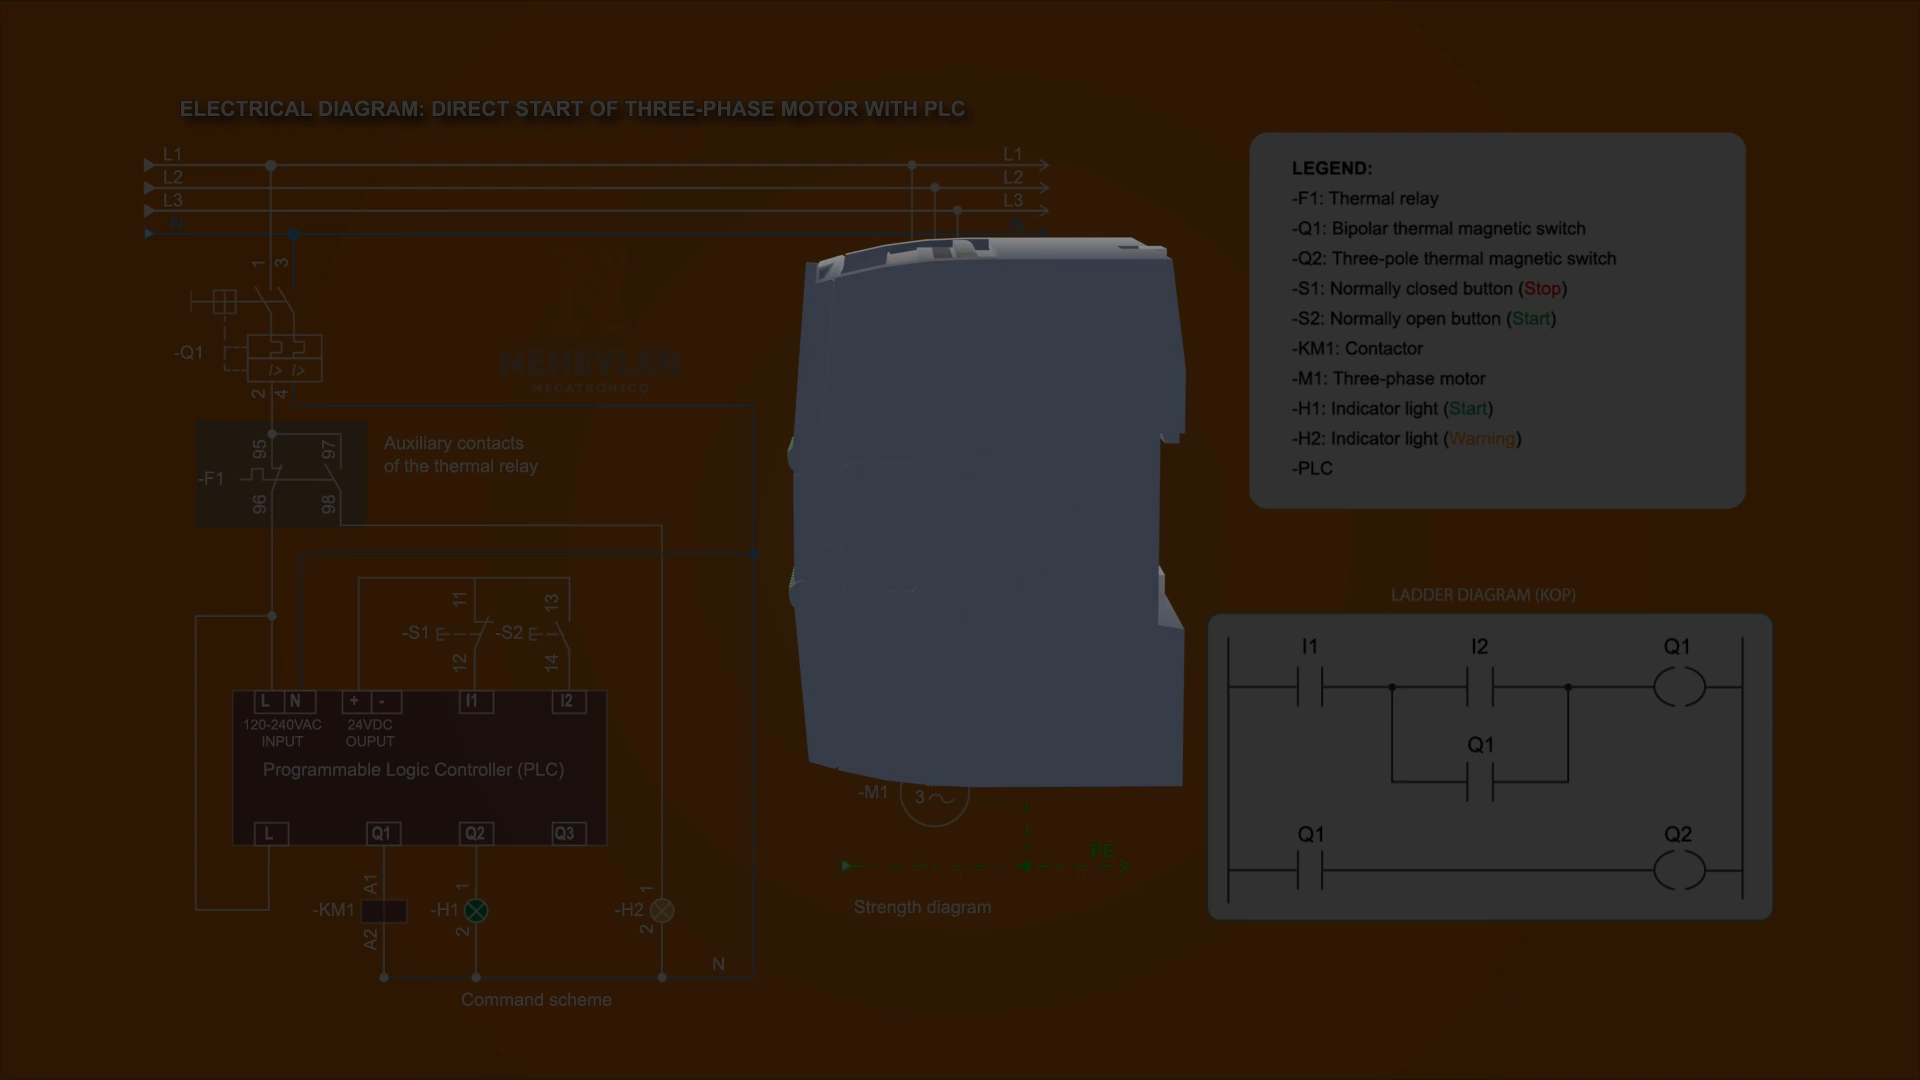 ELECTRICAL DIAGRAM: DIRECT START OF THREE-PHASE MOTOR WITH PLC
L1 L1
L2 L2
L3 L3
N N
1 3
-Q1
I> I>
2 4
NEHEYLER
MECATRÓNICO
95 97
-F1
96 98
Auxiliary contacts
of the thermal relay
11 13
-S1 -S2
12 14
L N + - I1 I2
120-240VAC
INPUT
24VDC
OUPUT
Programmable Logic Controller (PLC)
L Q1 Q2 Q3
A1 1 1
-KM1 -H1 -H2
A2 2 2
N
Command scheme
-M1
3
PE
Strength diagram
LEGEND:
-F1: Thermal relay
-Q1: Bipolar thermal magnetic switch
-Q2: Three-pole thermal magnetic switch
-S1: Normally closed button (Stop)
-S2: Normally open button (Start)
-KM1: Contactor
-M1: Three-phase motor
-H1: Indicator light (Start)
-H2: Indicator light (Warning)
-PLC
LADDER DIAGRAM (KOP)
I1 I2 Q1
Q1
Q1 Q2